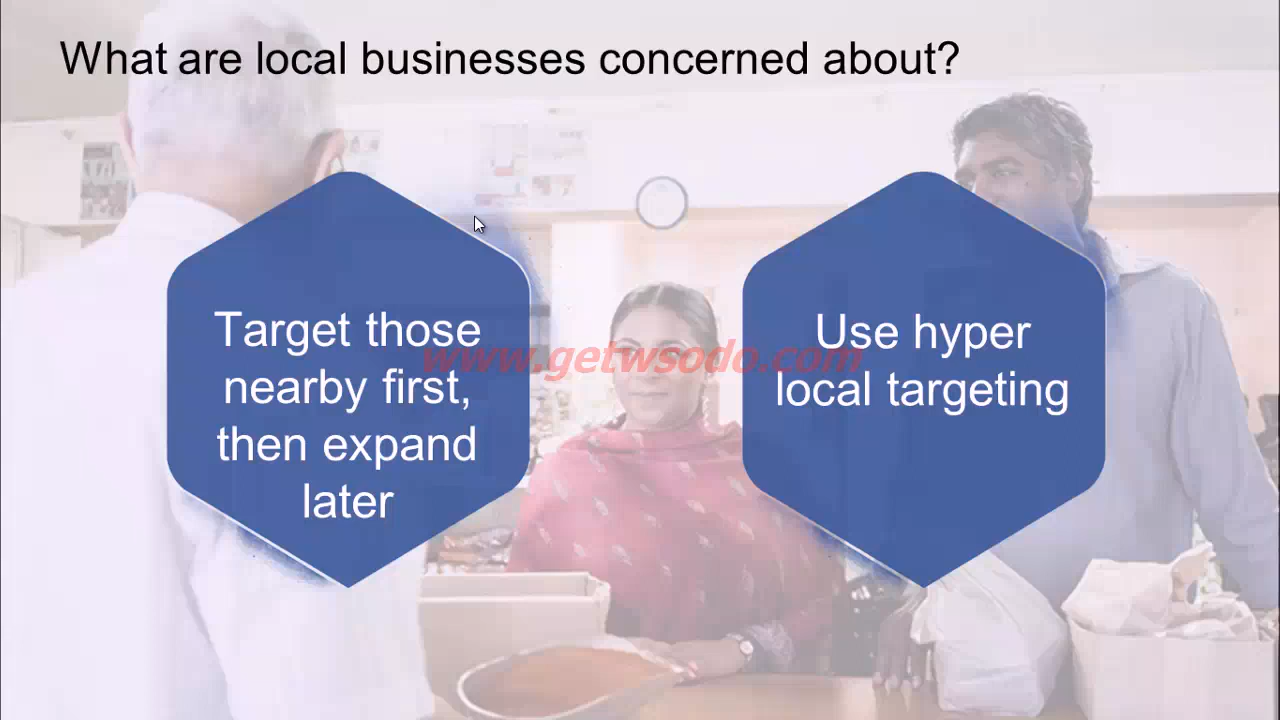 What are local businesses concerned about?
Target those
nearby first,
then expand
later
Use hyper
local targeting
www.getwsodo.com